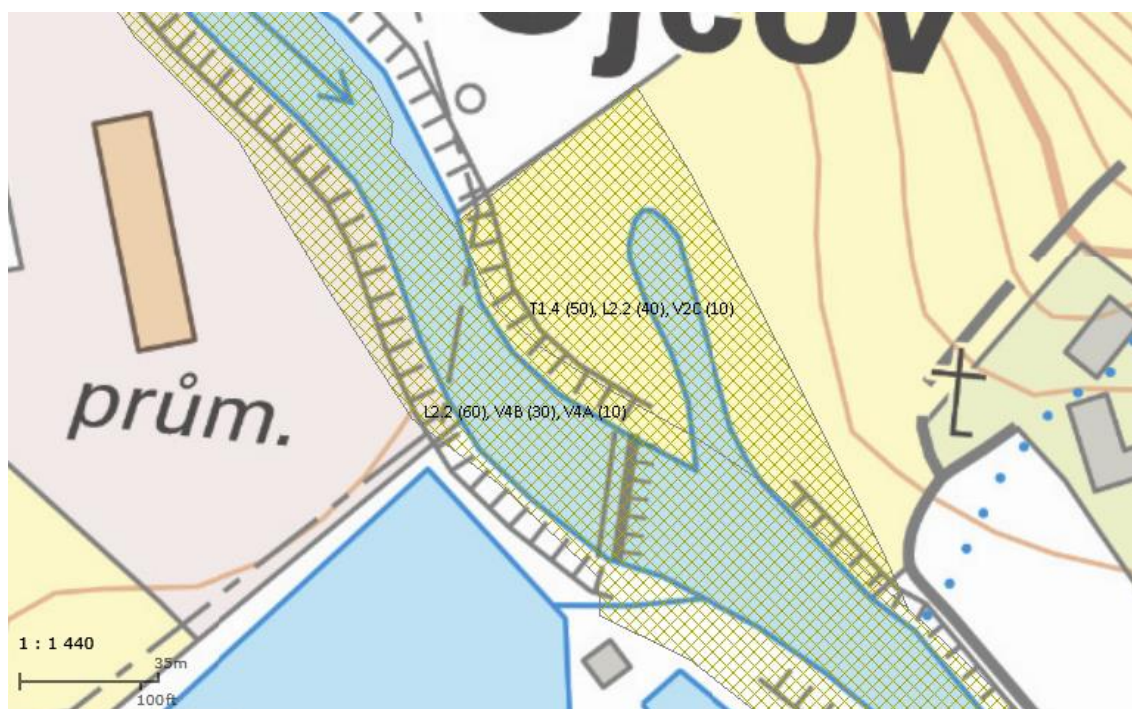 Ojcov
T1.4 (50), L2.2 (40), V2C (10)
L2.2 (60), V4B (30), V4A (10)
prům.
1 : 1 440
35m
100ft